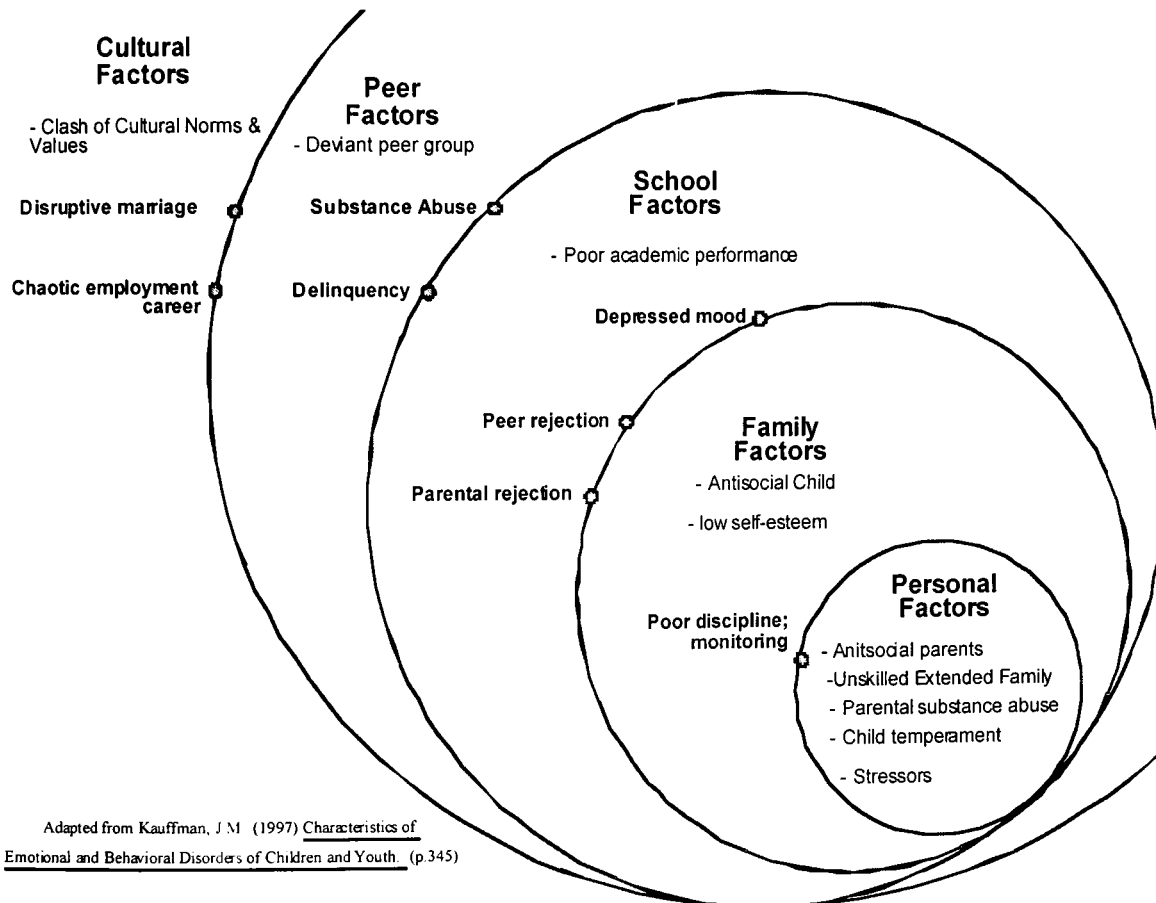 Cultural
Factors
- Clash of Cultural Norms &
Values
Disruptive marriage
Chaotic employment
career
Peer
Factors
- Deviant peer group
Substance Abuse
Delinquency
School
Factors
- Poor academic performance
Depressed mood
Peer rejection
Parental rejection
Family
Factors
- Antisocial Child
- low self-esteem
Poor discipline;
monitoring
Personal
Factors
- Anitsocial parents
-Unskilled Extended Family
- Parental substance abuse
- Child temperament
- Stressors
Adapted from Kauffman, J M (1997) Characteristics of
Emotional and Behavioral Disorders of Children and Youth. (p.345)